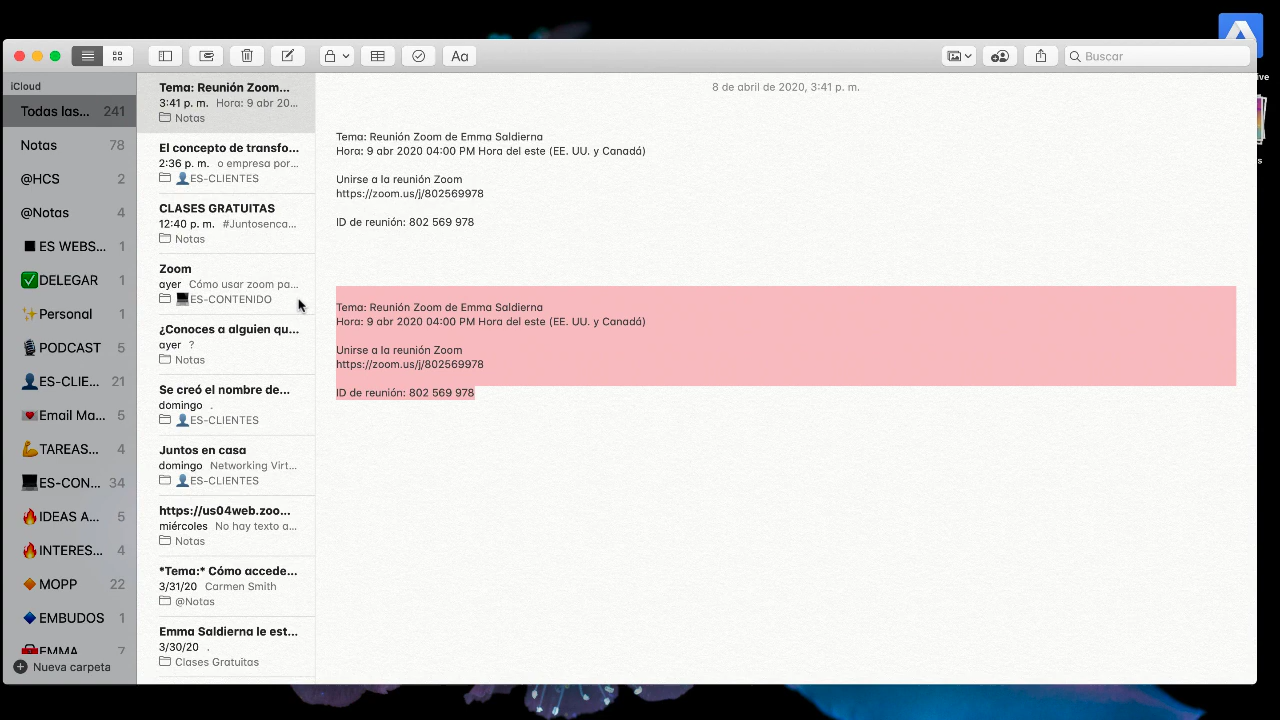 Buscar
ive
s
iCloud
Todas las... 241
Notas 78
@HCS 2
@Notas 4
ES WEBS... 1
DELEGAR 1
Personal 1
PODCAST 5
ES-CLIE... 21
Email Ma... 5
TAREAS... 4
ES-CON... 34
IDEAS A... 5
INTERES... 4
MOPP 22
EMBUDOS 1
EMMA 7
Nueva carpeta
Tema: Reunión Zoom...
3:41 p. m. Hora: 9 abr 20...
Notas
El concepto de transfo...
2:36 p. m. o empresa por...
ES-CLIENTES
CLASES GRATUITAS
12:40 p. m. #Juntosenca...
Notas
Zoom
ayer Cómo usar zoom pa...
ES-CONTENIDO
¿Conoces a alguien qu...
ayer ?
Notas
Se creó el nombre de...
domingo .
ES-CLIENTES
Juntos en casa
domingo Networking Virt...
ES-CLIENTES
https://us04web.zoo...
miércoles No hay texto a...
Notas
*Tema:* Cómo accede...
3/31/20 Carmen Smith
@Notas
Emma Saldierna le est...
3/30/20 .
Clases Gratuitas
Aa
8 de abril de 2020, 3:41 p. m.
Tema: Reunión Zoom de Emma Saldierna
Hora: 9 abr 2020 04:00 PM Hora del este (EE. UU. y Canadá)
Unirse a la reunión Zoom
https://zoom.us/j/802569978
ID de reunión: 802 569 978
Tema: Reunión Zoom de Emma Saldierna
Hora: 9 abr 2020 04:00 PM Hora del este (EE. UU. y Canadá)
Unirse a la reunión Zoom
https://zoom.us/j/802569978
ID de reunión: 802 569 978